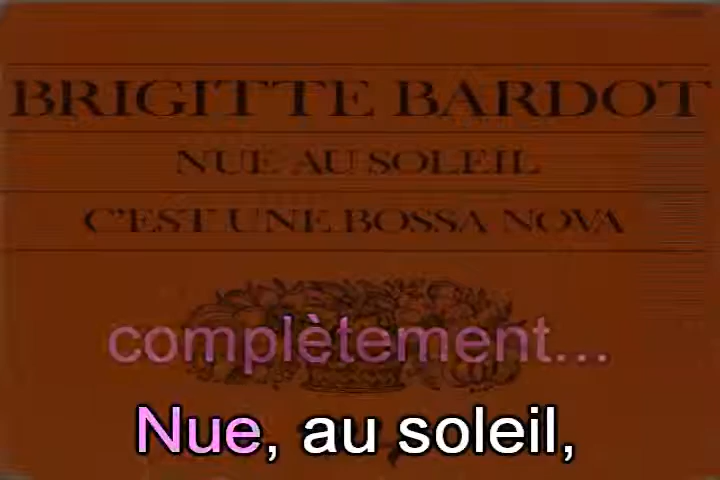 BRIGITTE BARDOT
NUE AU SOLEIL
C'EST UNE BOSSA NOVA
complètement...
Nue, au soleil,